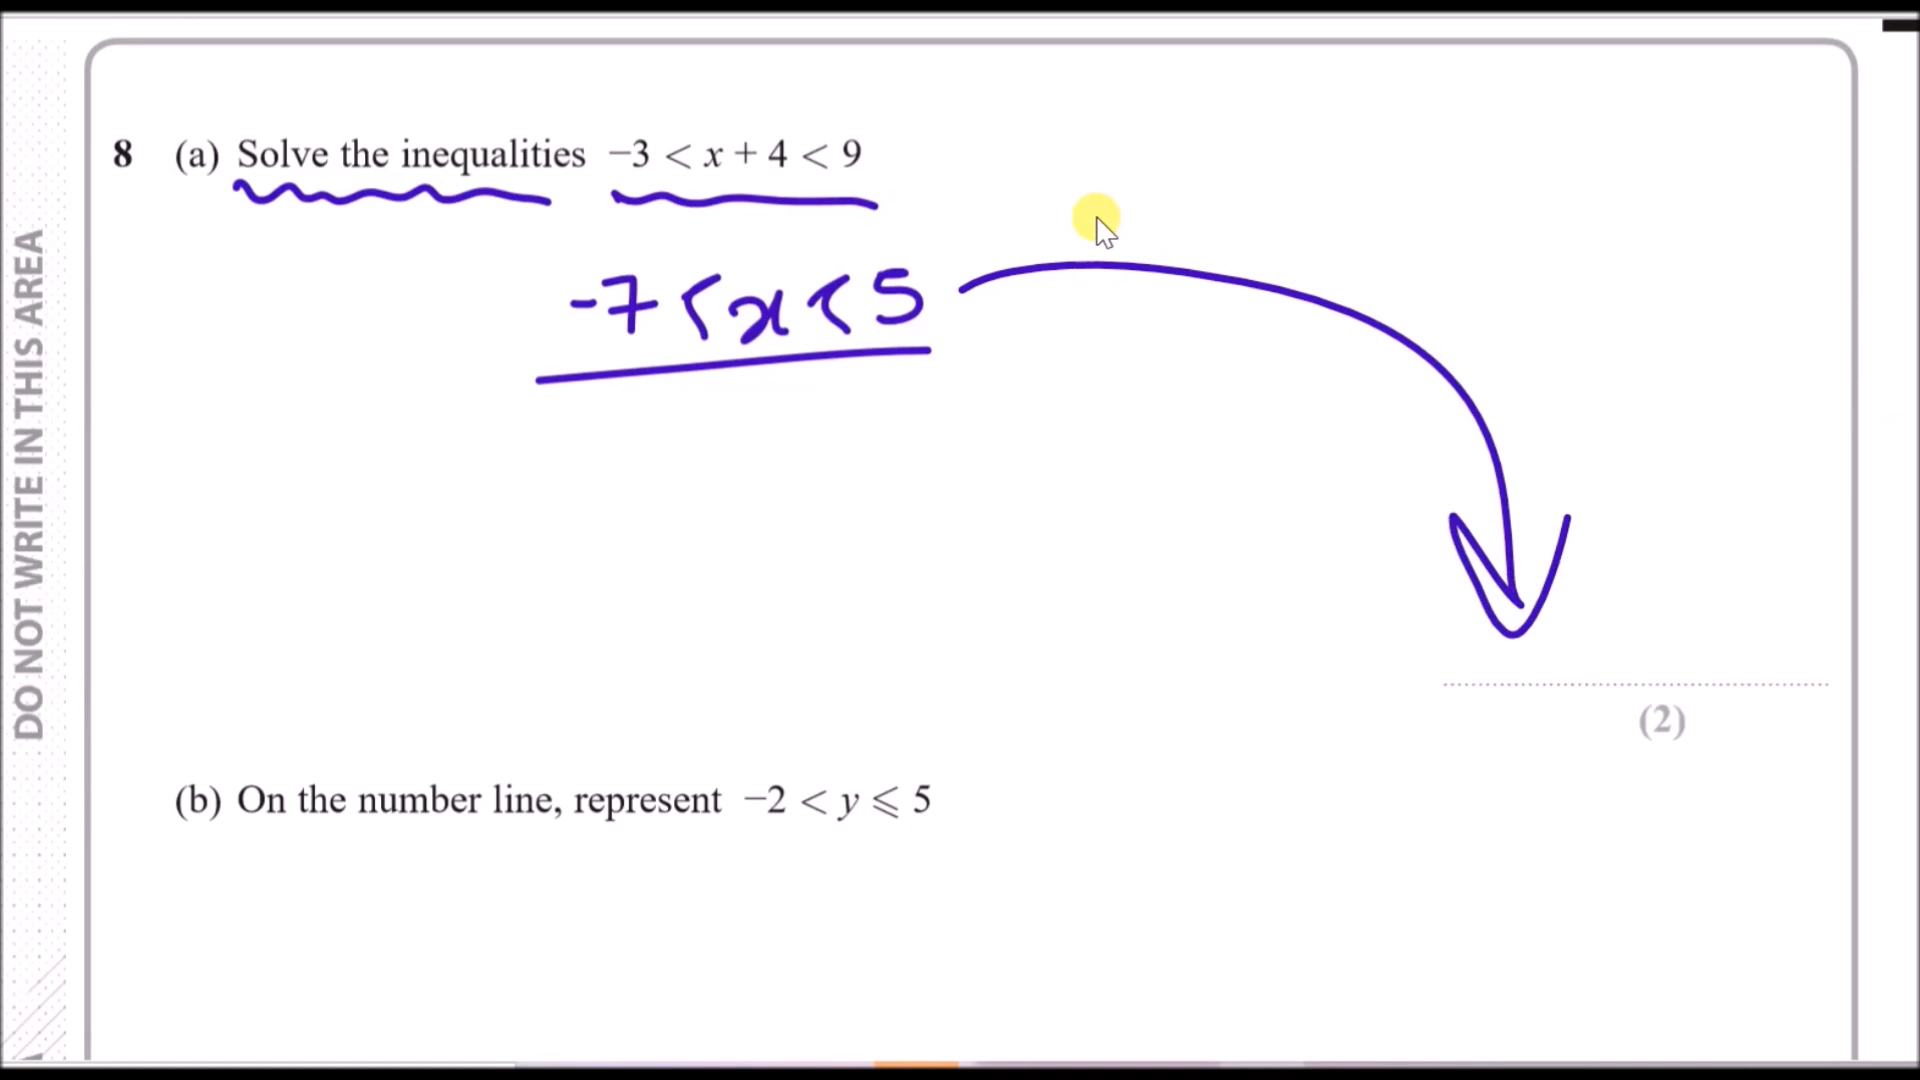 DO NOT WRITE IN THIS AREA
8 (a) Solve the inequalities −3 < x + 4 < 9
-7 < x < 5
(2)
(b) On the number line, represent −2 < y ⩽ 5